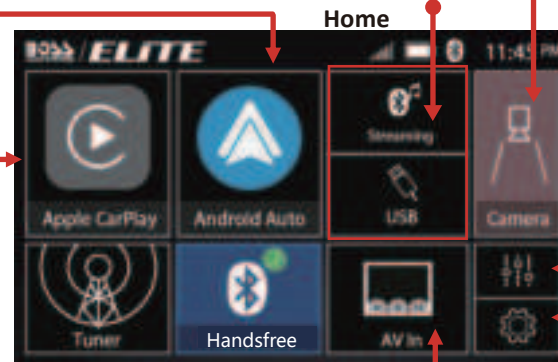 Home
BOSS / ELITE 11:45 PM
Streaming
Apple CarPlay Android Auto USB Camera
Tuner Handsfree AV In